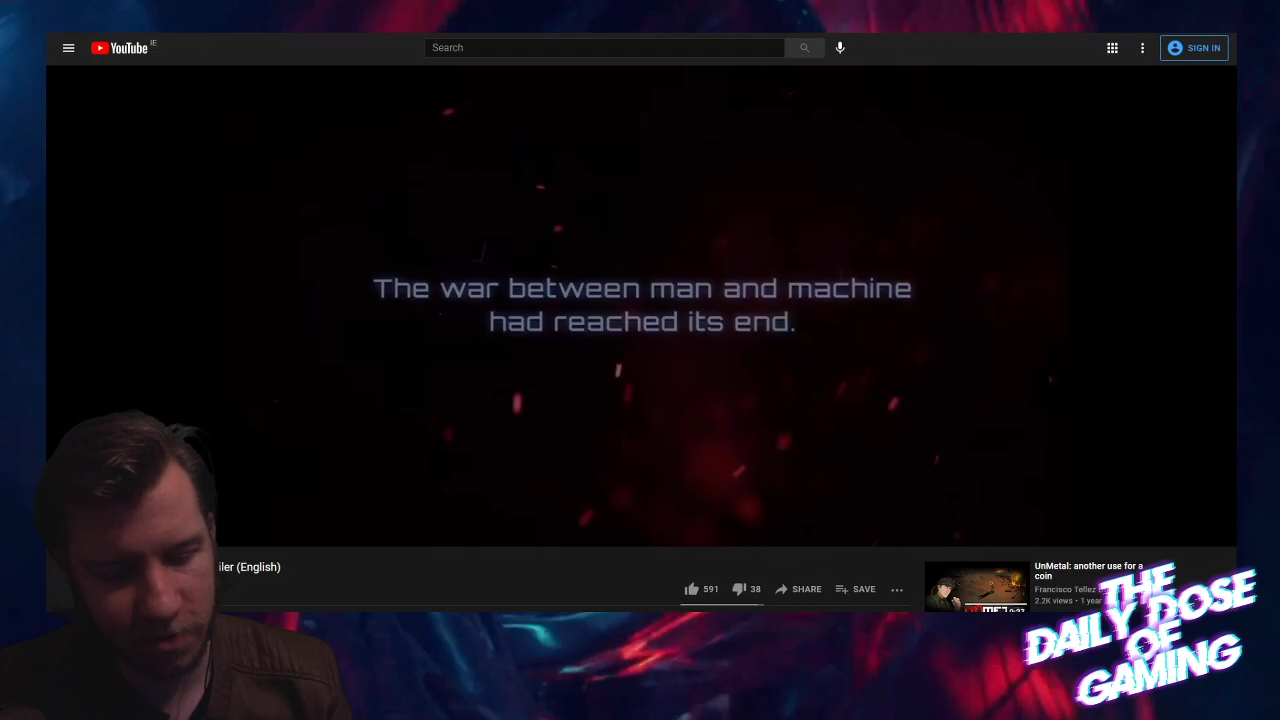 YouTube IE
Search
SIGN IN
The war between man and machine
had reached its end.
iler (English)
591
38
SHARE
SAVE
UnMetal: another use for a
coin
Francisco Tellez
2.2K views • 1 year
THE
DAILY DOSE
OF
GAMING